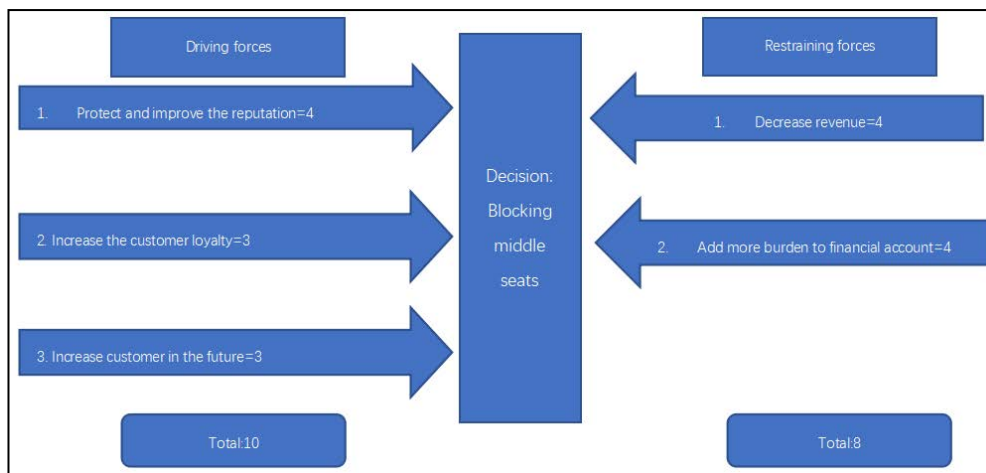 Driving forces
Restraining forces
1. Protect and improve the reputation=4
2. Increase the customer loyalty=3
3. Increase customer in the future=3
Decision:
Blocking
middle
seats
1. Decrease revenue=4
2. Add more burden to financial account=4
Total:10
Total:8